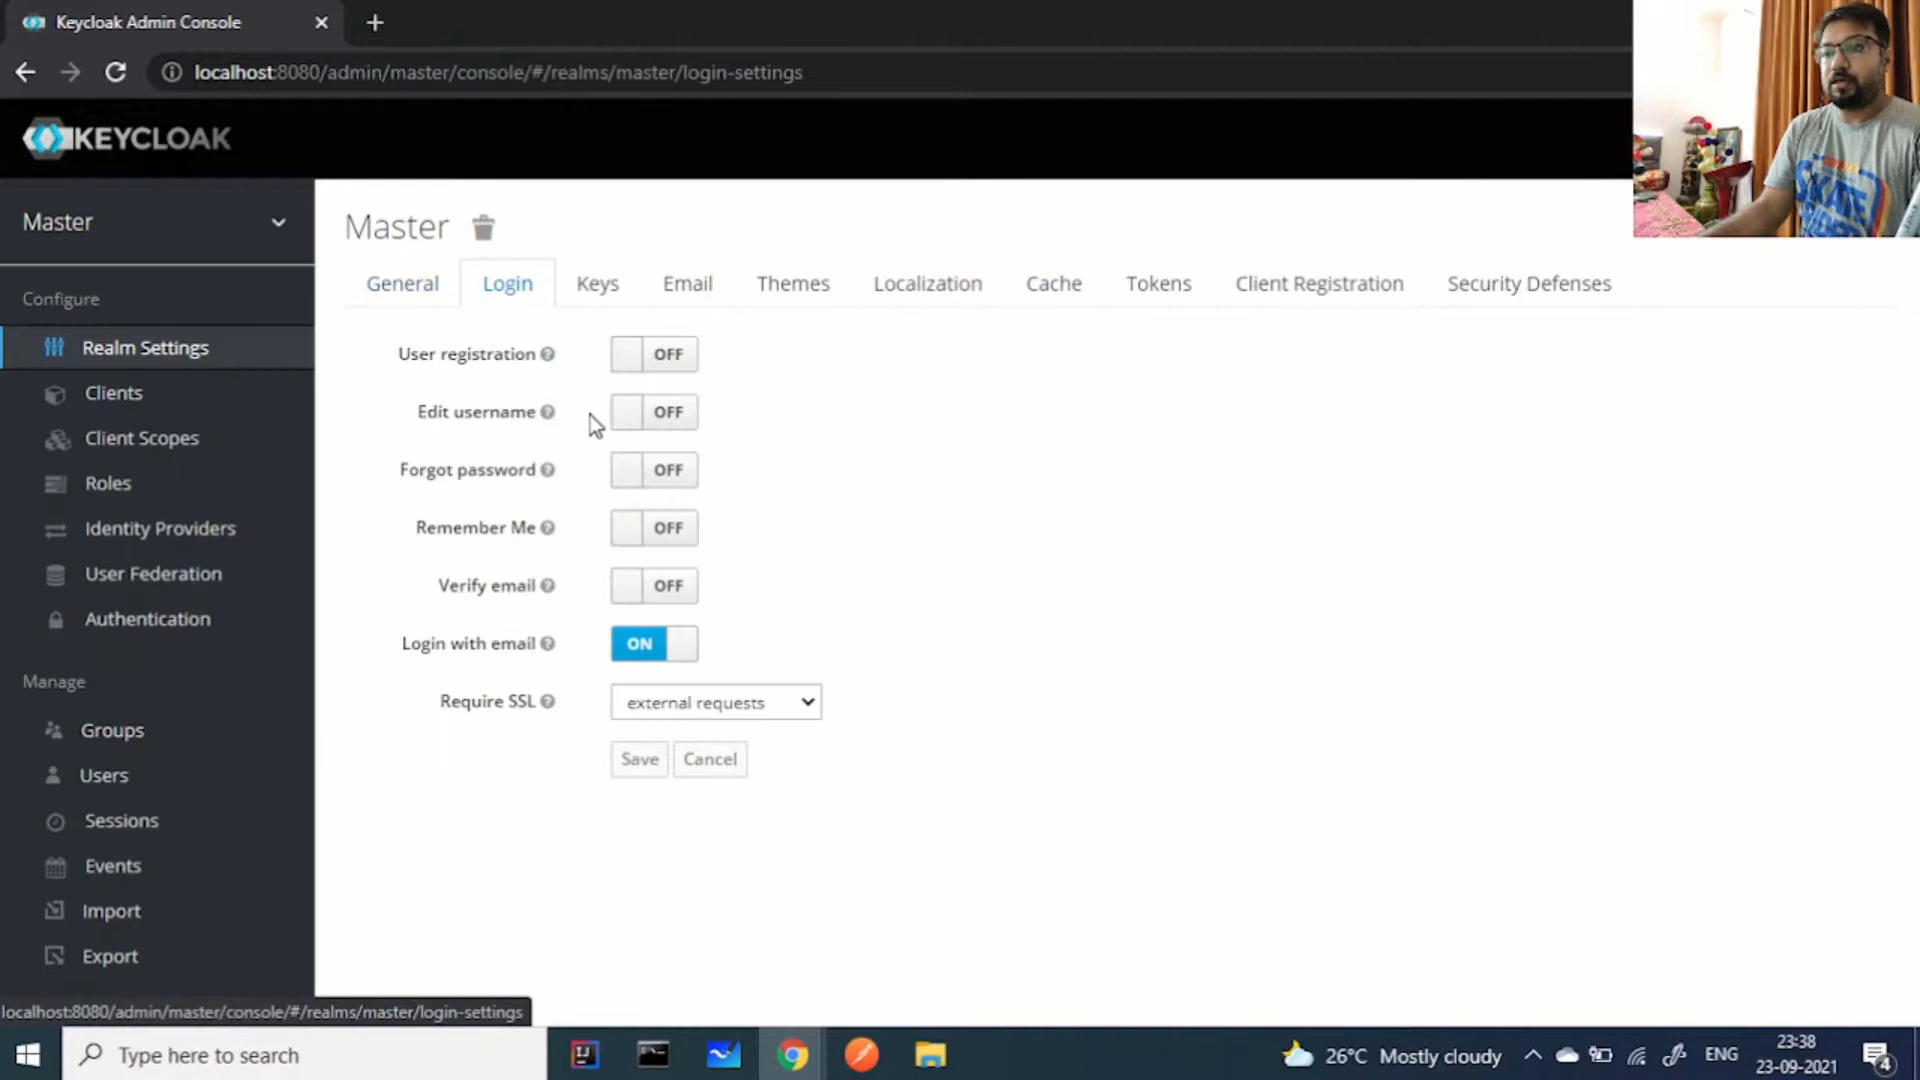 Keycloak Admin Console
localhost:8080/admin/master/console/#/realms/master/login-settings
KEYCLOAK
Master
Configure
Realm Settings
Clients
Client Scopes
Roles
Identity Providers
User Federation
Authentication
Manage
Groups
Users
Sessions
Events
Import
Export
Master
General Login Keys Email Themes Localization Cache Tokens Client Registration Security Defenses
User registration OFF
Edit username OFF
Forgot password OFF
Remember Me OFF
Verify email OFF
Login with email ON
Require SSL external requests
Save Cancel
localhost:8080/admin/master/console/#/realms/master/login-settings
Type here to search
26°C Mostly cloudy
ENG
23:38
23-09-2021
4